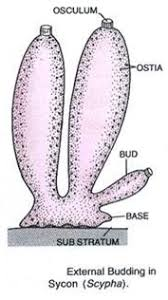 OSCULUM
OSTIA
BUD
BASE
SUB STRATUM
External Budding in
Sycon (Scypha).